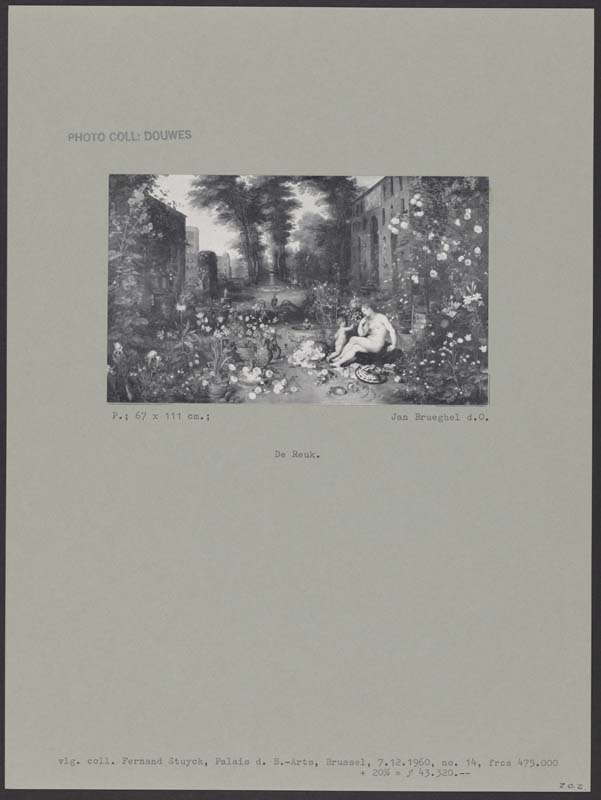 PHOTO COLL: DOUWES
P.; 67 x 111 cm.; Jan Brueghel d.O.
De Reuk.
vlg. coll. Fernand Stuyck, Palais d. B.-Arts, Brussel, 7.12.1960, no. 14, frcs 475.000
+ 20% = ƒ 43.320.--
z.o.z.